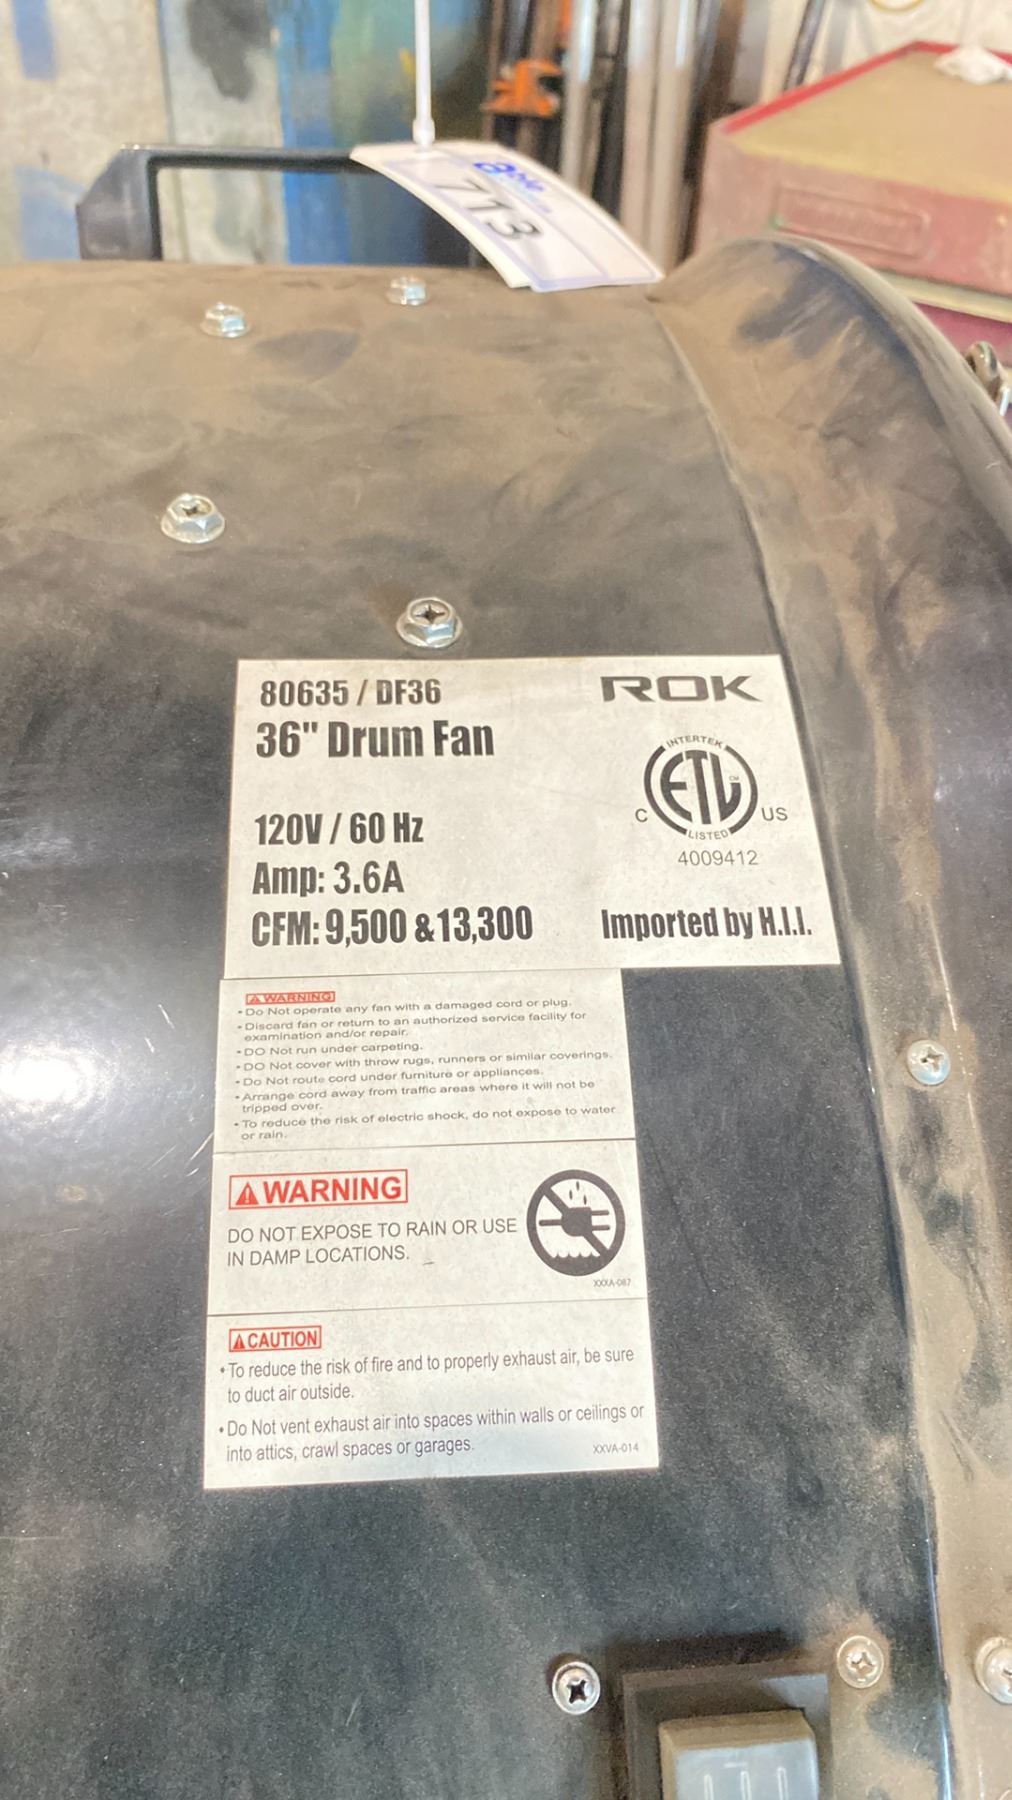 713
80635 / DF36
ROK
36" Drum Fan
INTERTEK
ETL
CM
C
US
LISTED
4009412
120V / 60 Hz
Amp: 3.6A
CFM: 9,500 & 13,300
Imported by H.I.I.
WARNING
• Do Not operate any fan with a damaged cord or plug.
• Discard fan or return to an authorized service facility for
examination and/or repair.
• DO Not run under carpeting.
• DO Not cover with throw rugs, runners or similar coverings.
• Do Not route cord under furniture or appliances.
• Arrange cord away from traffic areas where it will not be
tripped over.
• To reduce the risk of electric shock, do not expose to water
or rain.
WARNING
DO NOT EXPOSE TO RAIN OR USE
IN DAMP LOCATIONS.
XXXA-087
CAUTION
• To reduce the risk of fire and to properly exhaust air, be sure
to duct air outside.
• Do Not vent exhaust air into spaces within walls or ceilings or
into attics, crawl spaces or garages.
XXVA-014